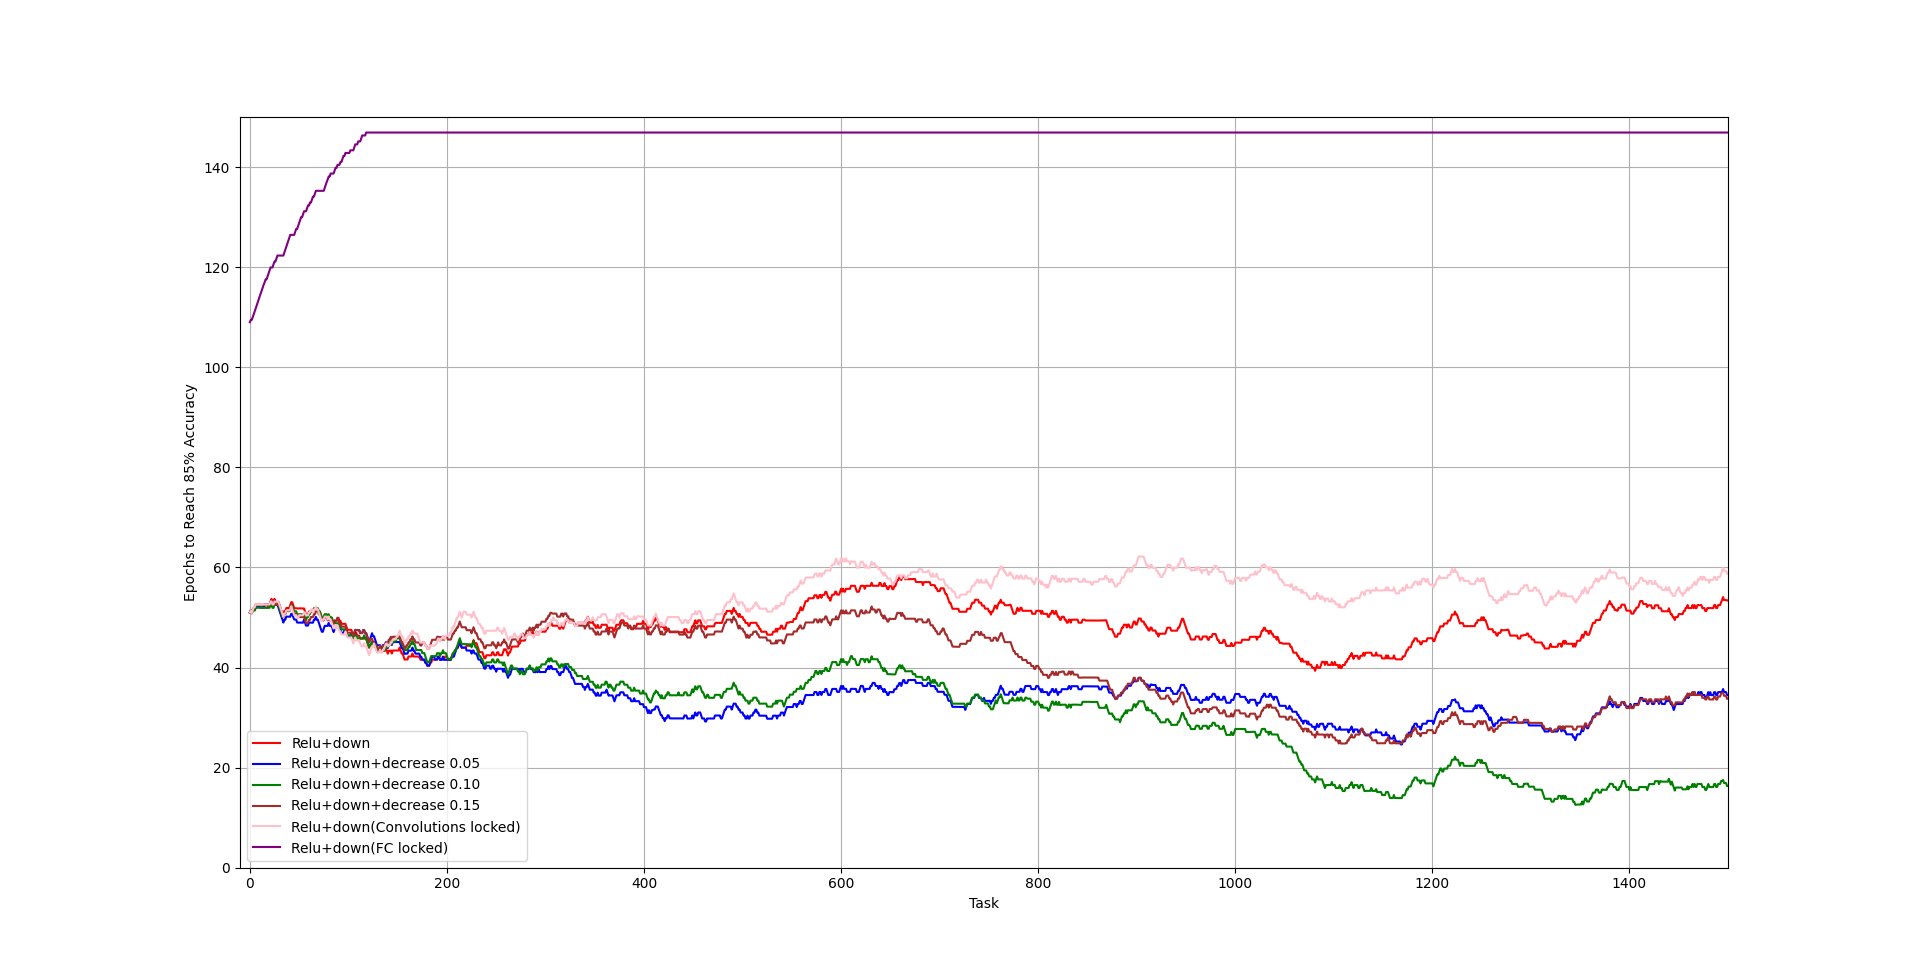 140
120
100
80
60
40
20
0
Epochs to Reach 85% Accuracy
Relu+down
Relu+down+decrease 0.05
Relu+down+decrease 0.10
Relu+down+decrease 0.15
Relu+down(Convolutions locked)
Relu+down(FC locked)
0 200 400 600 800 1000 1200 1400
Task